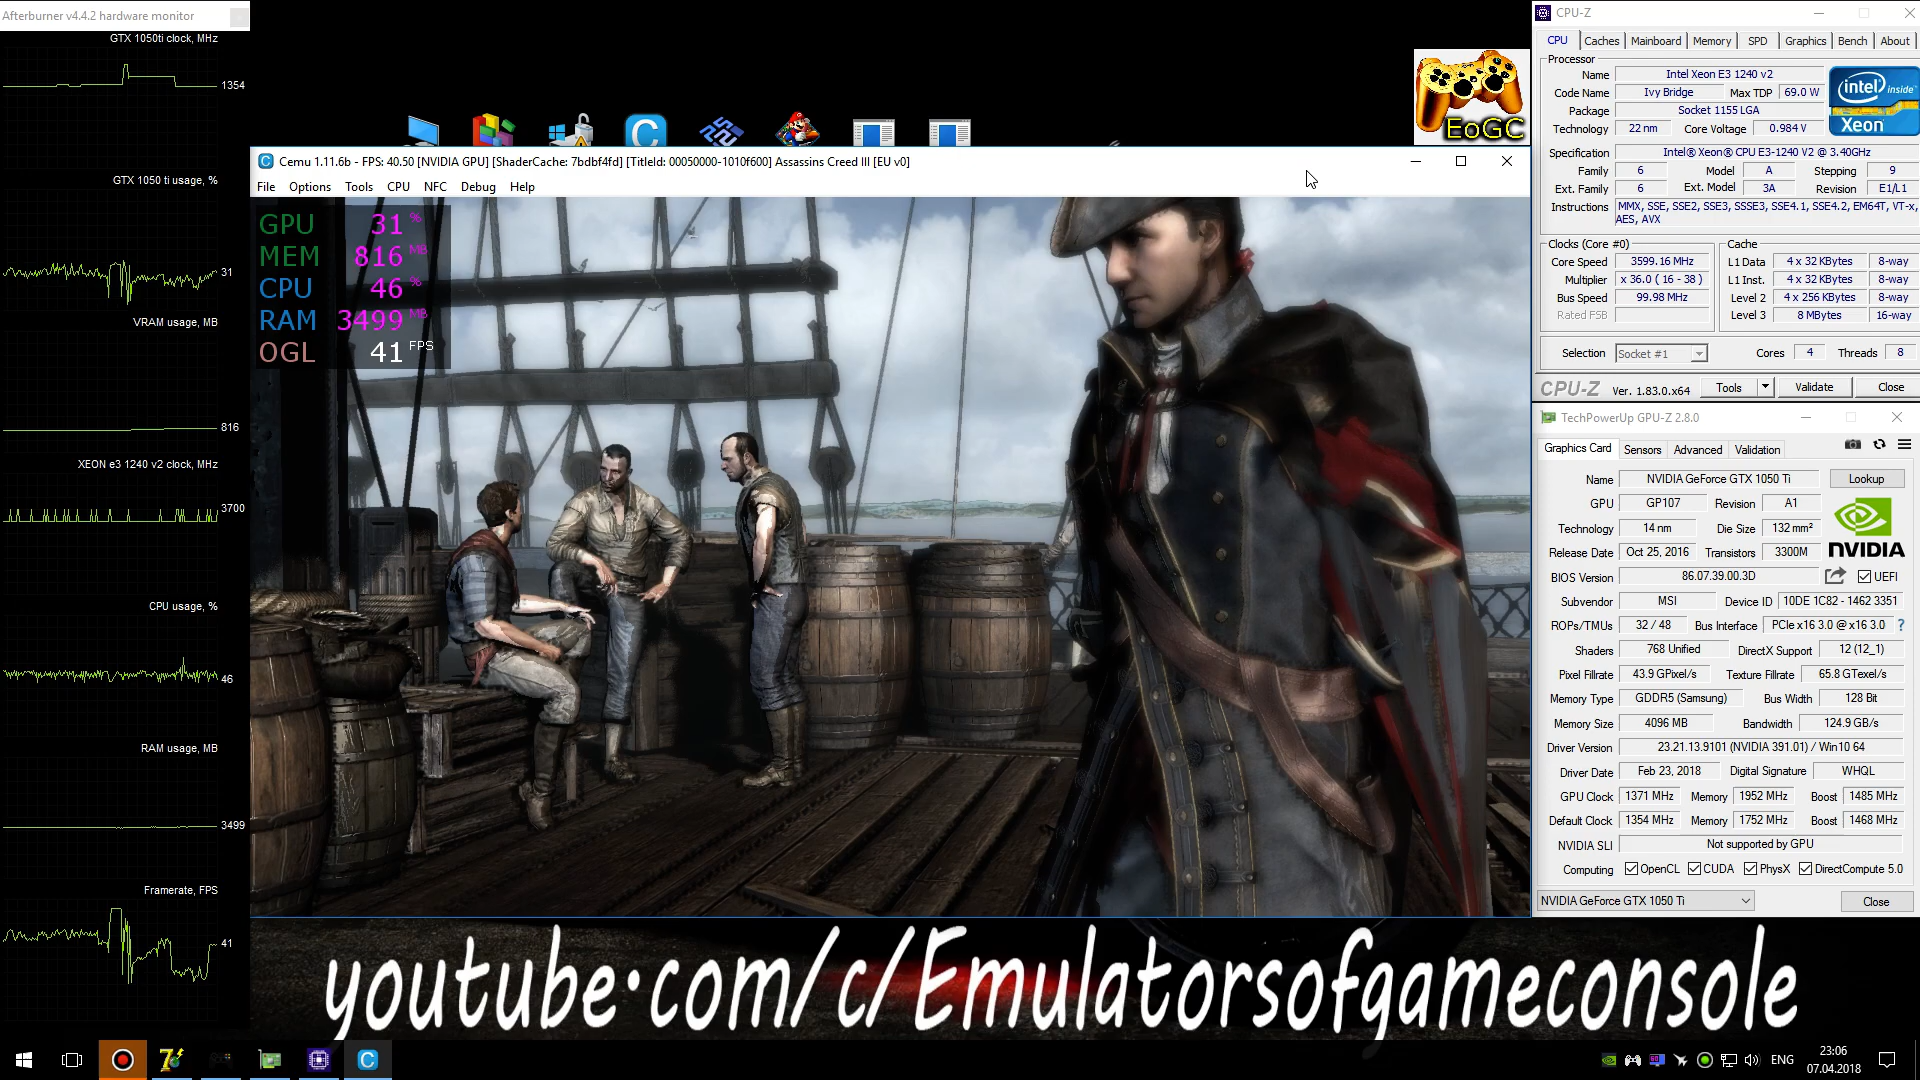 Afterburner v4.4.2 hardware monitor
GTX 1050ti clock, MHz
1354
GTX 1050 ti usage, %
31
VRAM usage, MB
816
XEON e3 1240 v2 clock, MHz
3700
CPU usage, %
46
RAM usage, MB
3499
Framerate, FPS
41
EoGC
Cemu 1.11.6b - FPS: 40.50 [NVIDIA GPU] [ShaderCache: 7bdbf4fd] [TitleId: 00050000-1010f600] Assassins Creed III [EU v0]
File Options Tools CPU NFC Debug Help
GPU 31 %
MEM 816 MB
CPU 46 %
RAM 3499 MB
OGL 41 FPS
CPU-Z
CPU Caches Mainboard Memory SPD Graphics Bench About
Processor
Name Intel Xeon E3 1240 v2
Code Name Ivy Bridge Max TDP 69.0 W
Package Socket 1155 LGA
Technology 22 nm Core Voltage 0.984 V
intel inside Xeon
Specification Intel® Xeon® CPU E3-1240 V2 @ 3.40GHz
Family 6 Model A Stepping 9
Ext. Family 6 Ext. Model 3A Revision E1/L1
Instructions MMX, SSE, SSE2, SSE3, SSSE3, SSE4.1, SSE4.2, EM64T, VT-x,
AES, AVX
Clocks (Core #0) Cache
Core Speed 3599.16 MHz L1 Data 4 x 32 KBytes 8-way
Multiplier x 36.0 ( 16 - 38 ) L1 Inst. 4 x 32 KBytes 8-way
Bus Speed 99.98 MHz Level 2 4 x 256 KBytes 8-way
Rated FSB Level 3 8 MBytes 16-way
Selection Socket #1 Cores 4 Threads 8
CPU-Z Ver. 1.83.0.x64 Tools Validate Close
TechPowerUp GPU-Z 2.8.0
Graphics Card Sensors Advanced Validation
Name NVIDIA GeForce GTX 1050 Ti Lookup
GPU GP107 Revision A1
Technology 14 nm Die Size 132 mm²
Release Date Oct 25, 2016 Transistors 3300M
NVIDIA
BIOS Version 86.07.39.00.3D UEFI
Subvendor MSI Device ID 10DE 1C82 - 1462 3351
ROPs/TMUs 32 / 48 Bus Interface PCIe x16 3.0 @ x16 3.0 ?
Shaders 768 Unified DirectX Support 12 (12_1)
Pixel Fillrate 43.9 GPixel/s Texture Fillrate 65.8 GTexel/s
Memory Type GDDR5 (Samsung) Bus Width 128 Bit
Memory Size 4096 MB Bandwidth 124.9 GB/s
Driver Version 23.21.13.9101 (NVIDIA 391.01) / Win10 64
Driver Date Feb 23, 2018 Digital Signature WHQL
GPU Clock 1371 MHz Memory 1952 MHz Boost 1485 MHz
Default Clock 1354 MHz Memory 1752 MHz Boost 1468 MHz
NVIDIA SLI Not supported by GPU
Computing OpenCL CUDA PhysX DirectCompute 5.0
NVIDIA GeForce GTX 1050 Ti Close
youtube.com/c/Emulatorsofgameconsole
ENG
23:06
07.04.2018